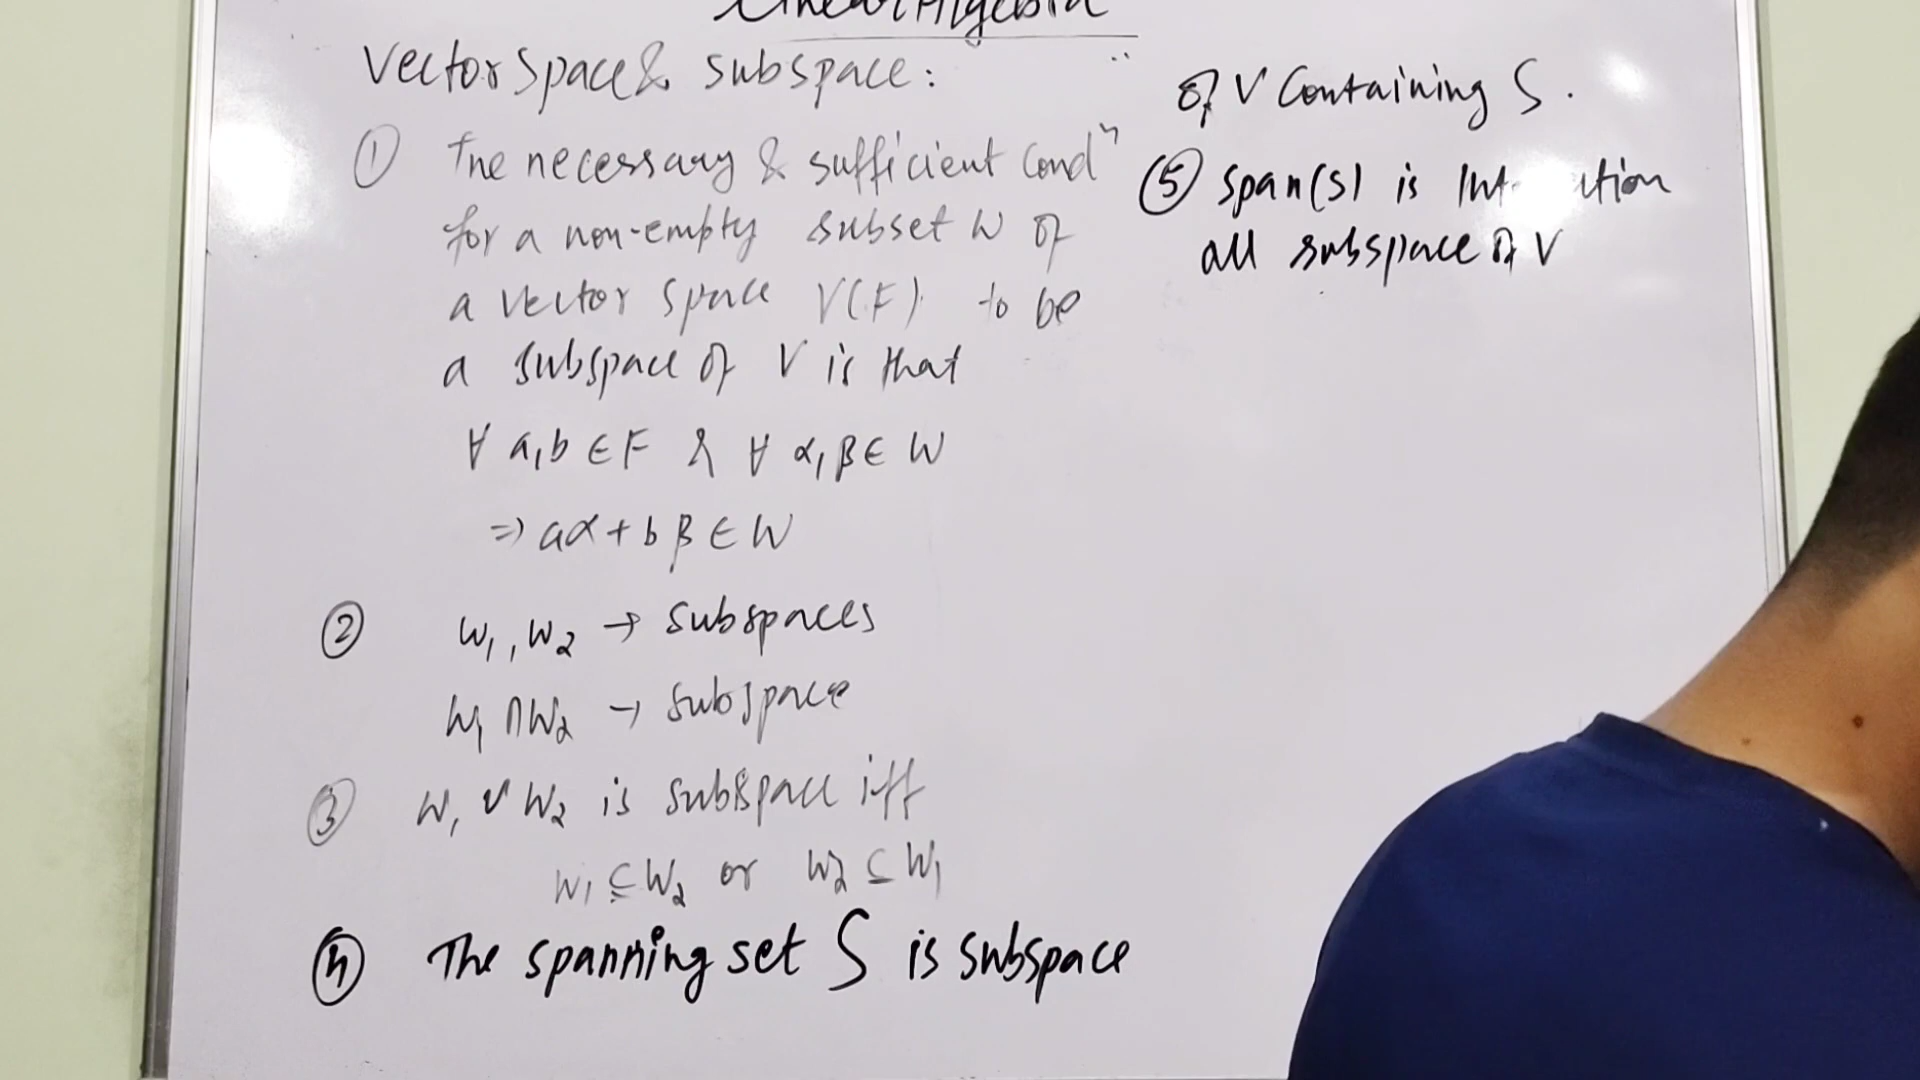 Linear Algebra
Vector Space & subspace:
① The necessary & sufficient condⁿ
for a non-empty subset W of
a vector space V(F) to be
a subspace of V is that
∀ a,b ∈ F & ∀ α,β ∈ W
⇒ aα + bβ ∈ W
② W₁, W₂ → subspaces
W₁ ∩ W₂ → subspace
③ W₁ ∪ W₂ is subspace iff
W₁ ⊆ W₂ or W₂ ⊆ W₁
④ The spanning set S is subspace
of V Containing S.
⑤ span(S) is
all subspace of V